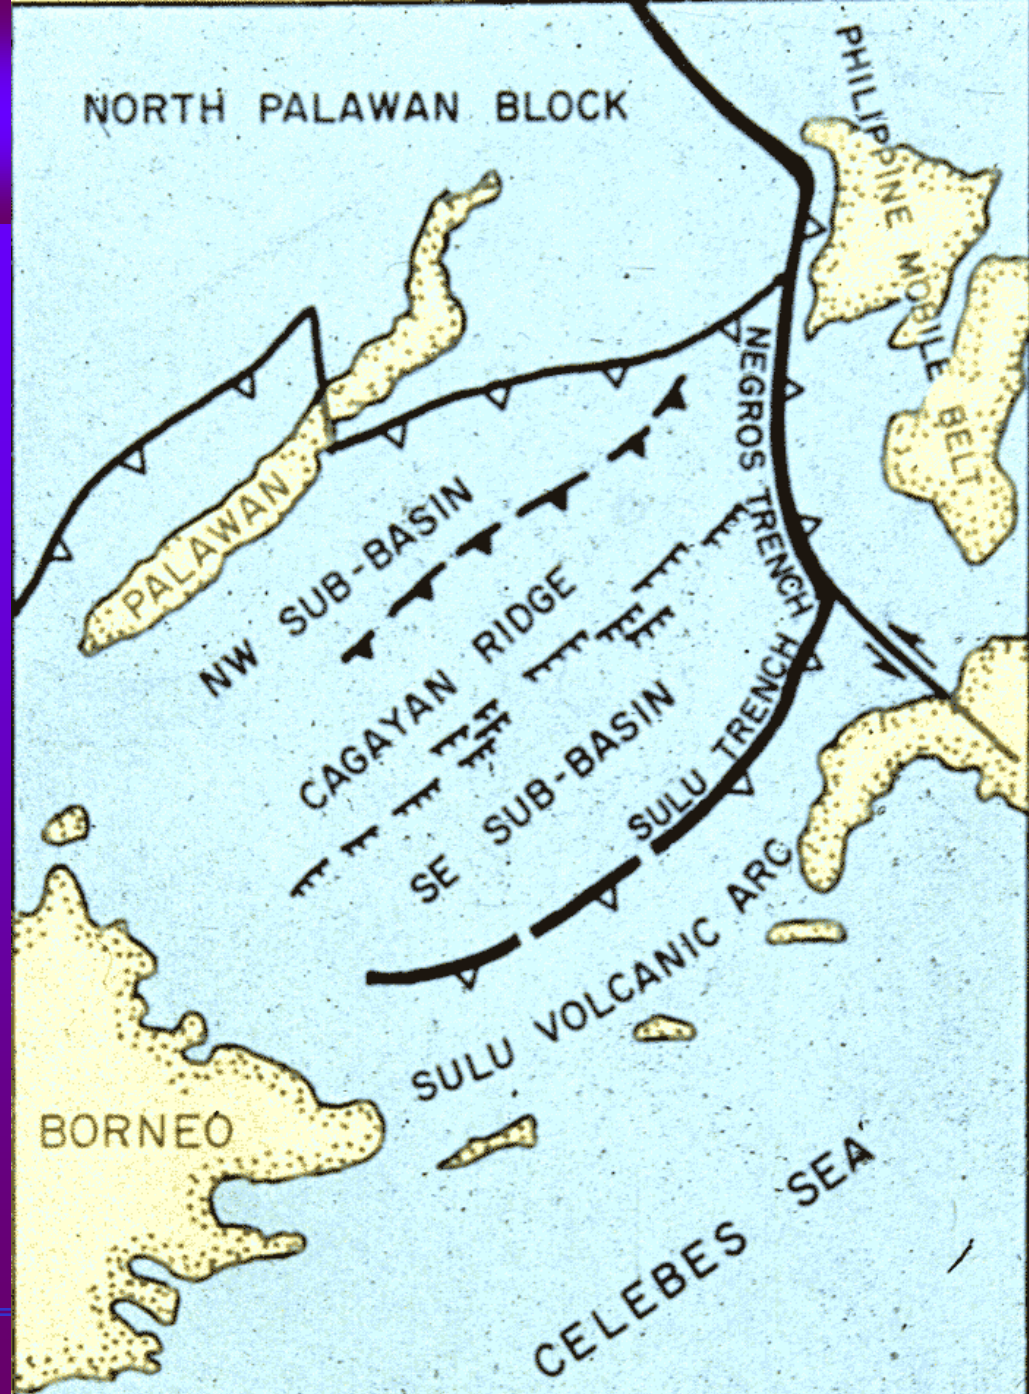 NORTH PALAWAN BLOCK
PHILIPPINE MOBILE BELT
NEGROS TRENCH
PALAWAN
NW SUB-BASIN
CAGAYAN RIDGE
SE SUB-BASIN
SULU TRENCH
SULU VOLCANIC ARC
BORNEO
CELEBES SEA